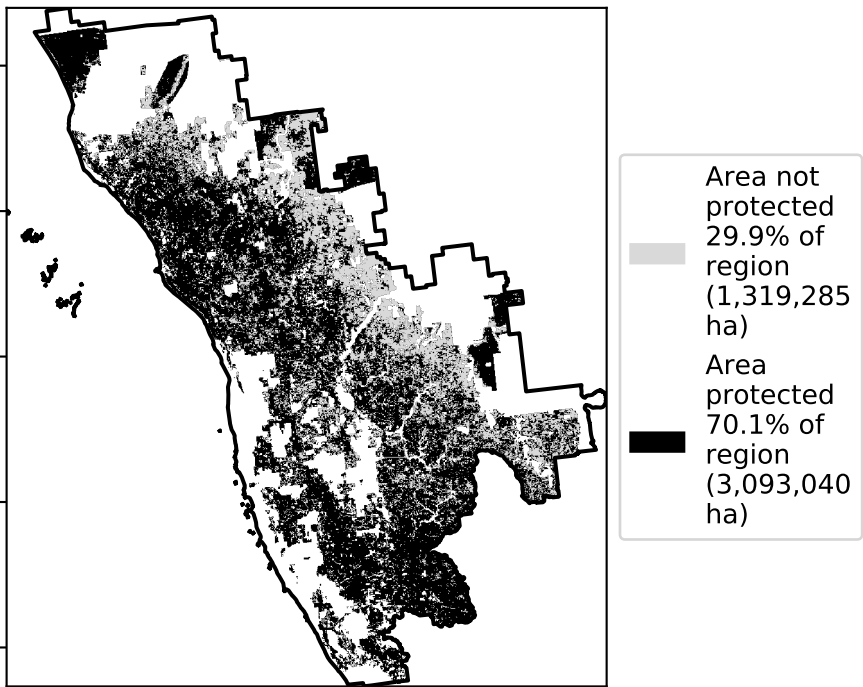 Area not
protected
29.9% of
region
(1,319,285
ha)
Area
protected
70.1% of
region
(3,093,040
ha)